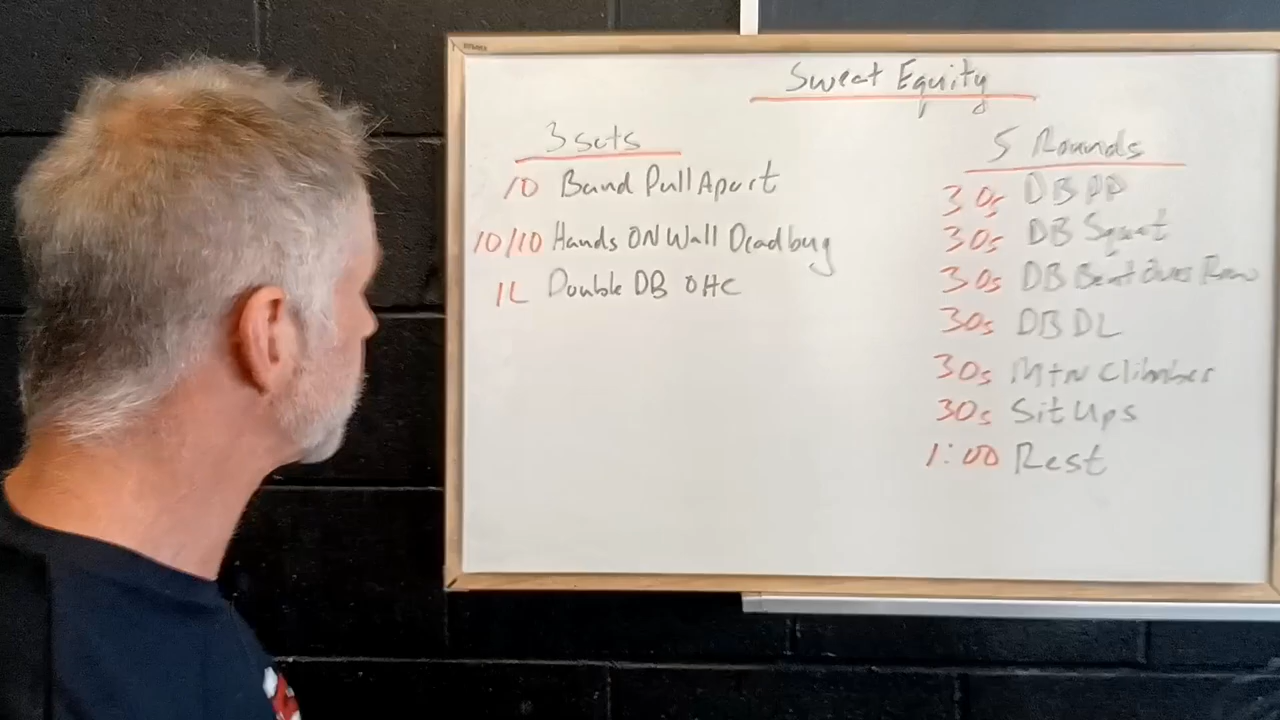 Sweat Equity
3 sets
10 Band Pull Apart
10/10 Hands ON Wall Deadbug
1L Double DB OHC
5 Rounds
30s DB PP
30s DB Squat
30s DB Bent Over Row
30s DB DL
30s Mtn Climber
30s Sit Ups
1:00 Rest